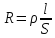 R = ρ l/S